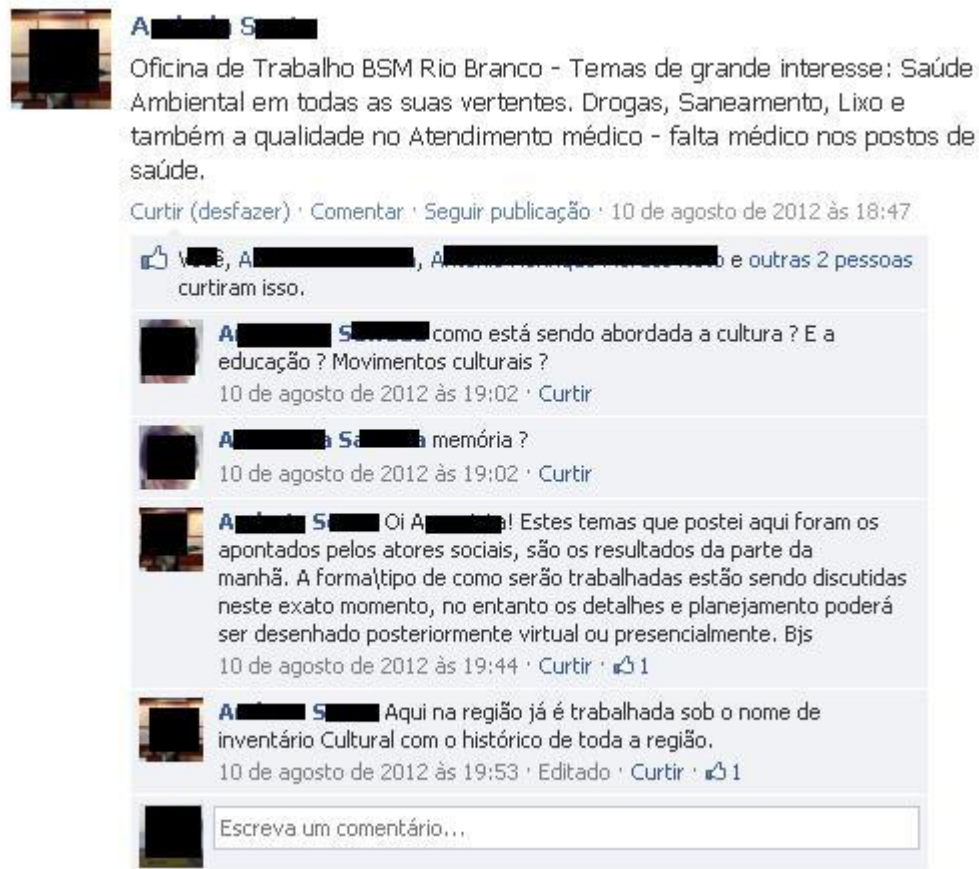 Oficina de Trabalho BSM Rio Branco - Temas de grande interesse: Saúde
Ambiental em todas as suas vertentes. Drogas, Saneamento, Lixo e
também a qualidade no Atendimento médico - falta médico nos postos de
saúde.
Curtir (desfazer) · Comentar · Seguir publicação · 10 de agosto de 2012 às 18:47
e outras 2 pessoas
curtiram isso.
como está sendo abordada a cultura ? E a
educação ? Movimentos culturais ?
10 de agosto de 2012 às 19:02 · Curtir
memória ?
10 de agosto de 2012 às 19:02 · Curtir
Oi ! Estes temas que postei aqui foram os
apontados pelos atores sociais, são os resultados da parte da
manhã. A forma\tipo de como serão trabalhadas estão sendo discutidas
neste exato momento, no entanto os detalhes e planejamento poderá
ser desenhado posteriormente virtual ou presencialmente. Bjs
10 de agosto de 2012 às 19:44 · Curtir · 1
Aqui na região já é trabalhada sob o nome de
inventário Cultural com o histórico de toda a região.
10 de agosto de 2012 às 19:53 · Editado · Curtir · 1
Escreva um comentário...